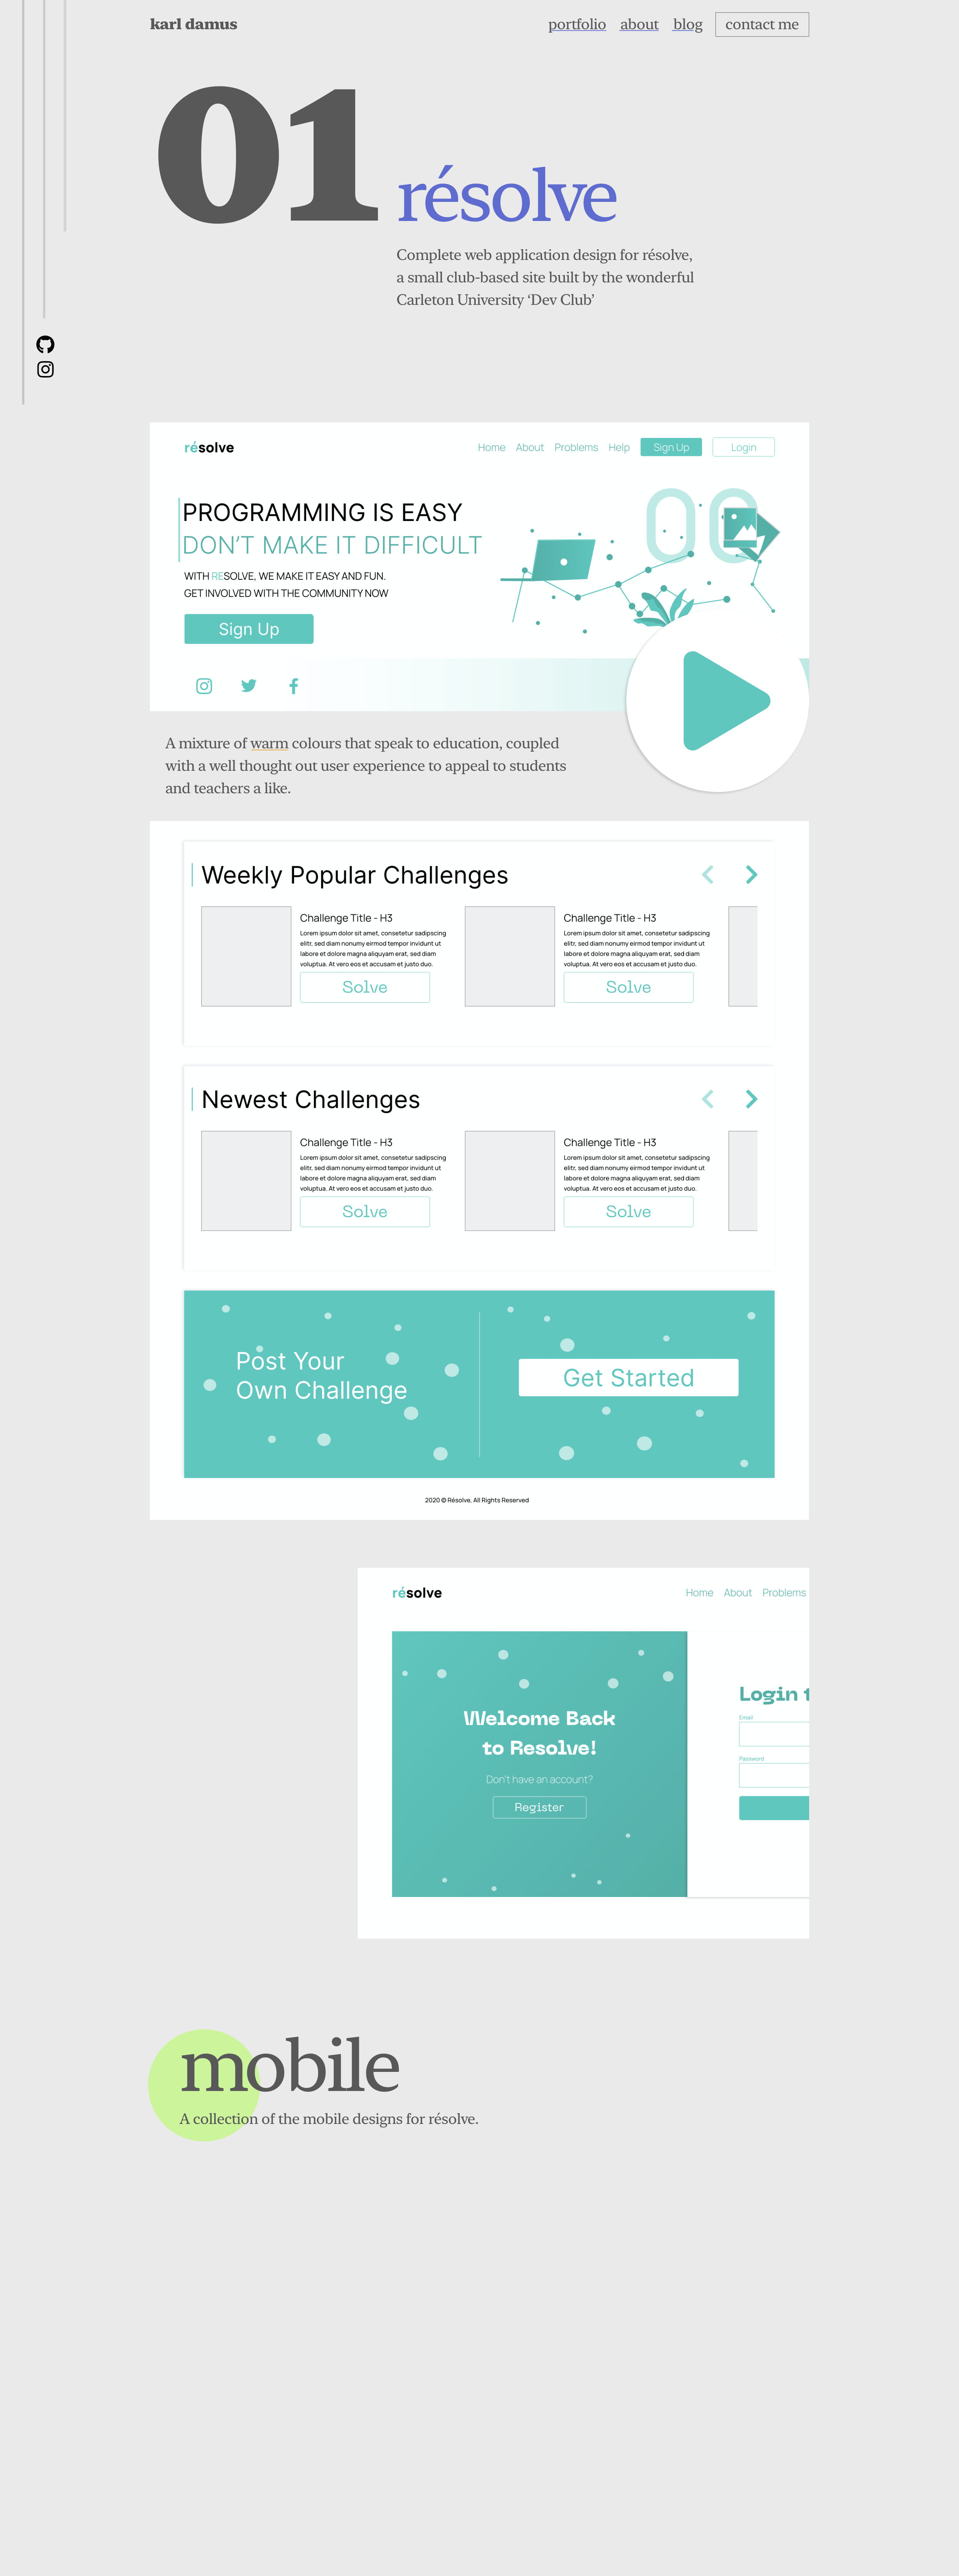 karl damus
portfolio about blog contact me
01 résolve
Complete web application design for résolve,
a small club-based site built by the wonderful
Carleton University ‘Dev Club’
résolve
Home About Problems Help Sign Up Login
PROGRAMMING IS EASY
DON’T MAKE IT DIFFICULT
WITH RESOLVE, WE MAKE IT EASY AND FUN.
GET INVOLVED WITH THE COMMUNITY NOW
Sign Up
A mixture of warm colours that speak to education, coupled
with a well thought out user experience to appeal to students
and teachers a like.
Weekly Popular Challenges
Challenge Title - H3
Lorem ipsum dolor sit amet, consetetur sadipscing
elitr, sed diam nonumy eirmod tempor invidunt ut
labore et dolore magna aliquyam erat, sed diam
voluptua. At vero eos et accusam et justo duo.
Solve
Challenge Title - H3
Lorem ipsum dolor sit amet, consetetur sadipscing
elitr, sed diam nonumy eirmod tempor invidunt ut
labore et dolore magna aliquyam erat, sed diam
voluptua. At vero eos et accusam et justo duo.
Solve
Newest Challenges
Challenge Title - H3
Lorem ipsum dolor sit amet, consetetur sadipscing
elitr, sed diam nonumy eirmod tempor invidunt ut
labore et dolore magna aliquyam erat, sed diam
voluptua. At vero eos et accusam et justo duo.
Solve
Challenge Title - H3
Lorem ipsum dolor sit amet, consetetur sadipscing
elitr, sed diam nonumy eirmod tempor invidunt ut
labore et dolore magna aliquyam erat, sed diam
voluptua. At vero eos et accusam et justo duo.
Solve
Post Your
Own Challenge
Get Started
2020 © Résolve, All Rights Reserved
résolve
Home About Problems
Welcome Back
to Resolve!
Don't have an account?
Register
Login t
Email
Password
mobile
A collection of the mobile designs for résolve.